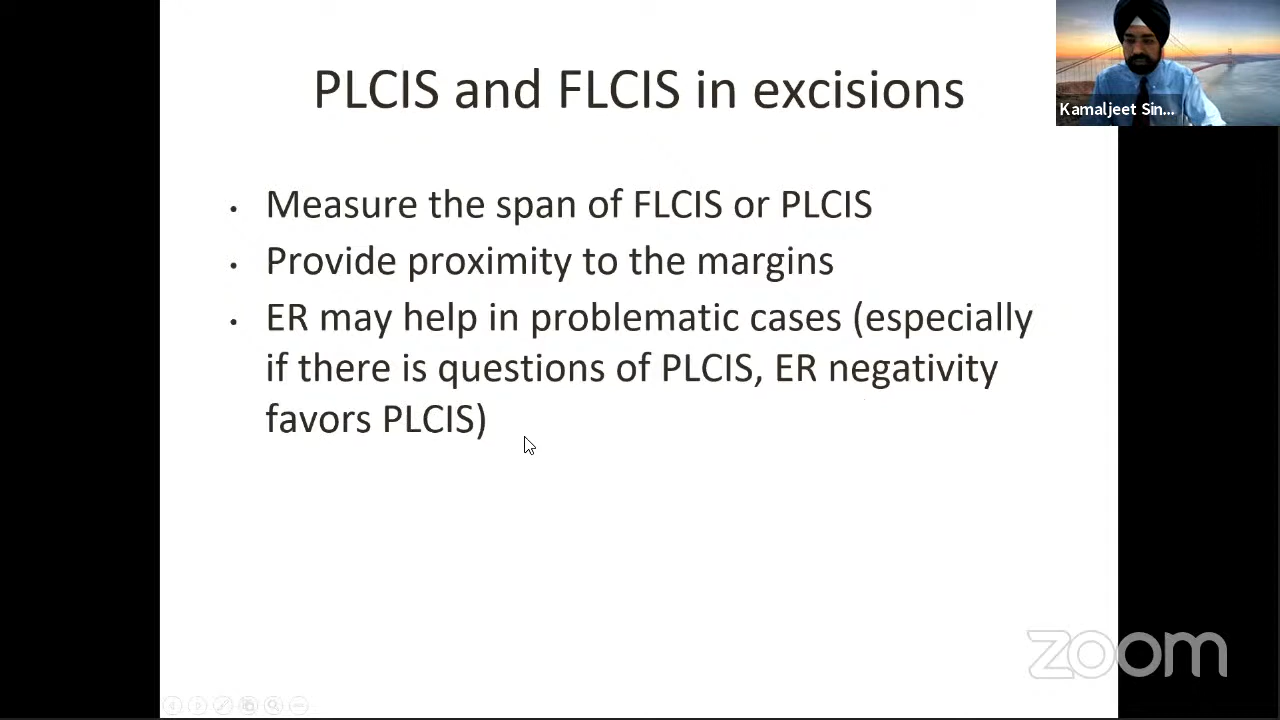 PLCIS and FLCIS in excisions
Kamaljeet Sin...
• Measure the span of FLCIS or PLCIS
• Provide proximity to the margins
• ER may help in problematic cases (especially
if there is questions of PLCIS, ER negativity
favors PLCIS)
zoom